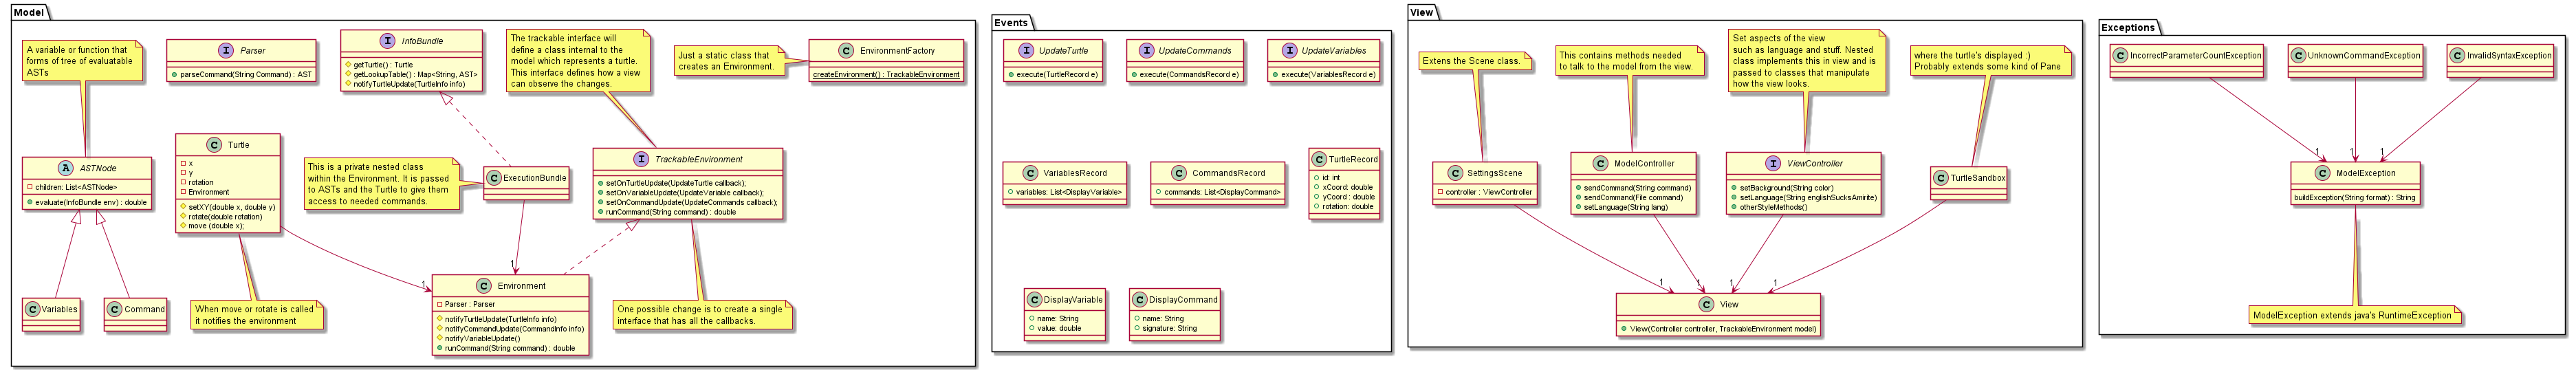 Model
A variable or function that
forms of tree of evaluatable
ASTs
I Parser
parseCommand(String Command) : AST
I InfoBundle
getTurtle() : Turtle
getLookupTable() : Map<String, AST>
notifyTurtleUpdate(TurtleInfo info)
The trackable interface will
define a class internal to the
model which represents a turtle.
This interface defines how a view
can observe the changes.
Just a static class that
creates an Environment.
C EnvironmentFactory
createEnvironment() : TrackableEnvironment
A ASTNode
children: List<ASTNode>
evaluate(InfoBundle env) : double
C Turtle
x
y
rotation
Environment
setXY(double x, double y)
rotate(double rotation)
move (double x);
This is a private nested class
within the Environment. It is passed
to ASTs and the Turtle to give them
access to needed commands.
C ExecutionBundle
I TrackableEnvironment
setOnTurtleUpdate(UpdateTurtle callback);
setOnVariableUpdate(UpdateVariable callback);
setOnCommandUpdate(UpdateCommands callback);
runCommand(String command) : double
1
1
C Variables
C Command
When move or rotate is called
it notifies the environment
C Environment
Parser : Parser
notifyTurtleUpdate(TurtleInfo info)
notifyCommandUpdate(CommandInfo info)
notifyVariableUpdate()
runCommand(String command) : double
One possible change is to create a single
interface that has all the callbacks.
Events
I UpdateTurtle
execute(TurtleRecord e)
I UpdateCommands
execute(CommandsRecord e)
I UpdateVariables
execute(VariablesRecord e)
C VariablesRecord
variables: List<DisplayVariable>
C CommandsRecord
commands: List<DisplayCommand>
C TurtleRecord
id: int
xCoord: double
yCoord : double
rotation: double
C DisplayVariable
name: String
value: double
C DisplayCommand
name: String
signature: String
View
Extens the Scene class.
This contains methods needed
to talk to the model from the view.
Set aspects of the view
such as language and stuff. Nested
class implements this in view and is
passed to classes that manipulate
how the view looks.
where the turtle's displayed :)
Probably extends some kind of Pane
C SettingsScene
controller : ViewController
C ModelController
sendCommand(String command)
sendCommand(File command)
setLanguage(String lang)
I ViewController
setBackground(String color)
setLanguage(String englishSucksAmirite)
otherStyleMethods()
C TurtleSandbox
1
1
1
1
C View
View(Controller controller, TrackableEnvironment model)
Exceptions
C IncorrectParameterCountException
C UnknownCommandException
C InvalidSyntaxException
1
1
1
C ModelException
buildException(String format) : String
ModelException extends java's RuntimeException